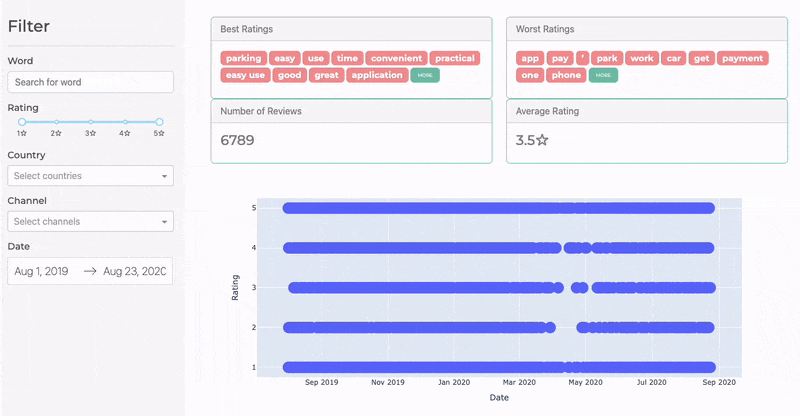 Filter
Word
Search for word
Rating
1☆ 2☆ 3☆ 4☆ 5☆
Country
Select countries
Channel
Select channels
Date
Aug 1, 2019 → Aug 23, 2020
Best Ratings
parking easy use time convenient practical
easy use good great application MORE
Worst Ratings
app pay ' park work car get payment
one phone MORE
Number of Reviews
6789
Average Rating
3.5☆
Rating
5
4
3
2
1
Sep 2019 Nov 2019 Jan 2020 Mar 2020 May 2020 Jul 2020 Sep 2020
Date